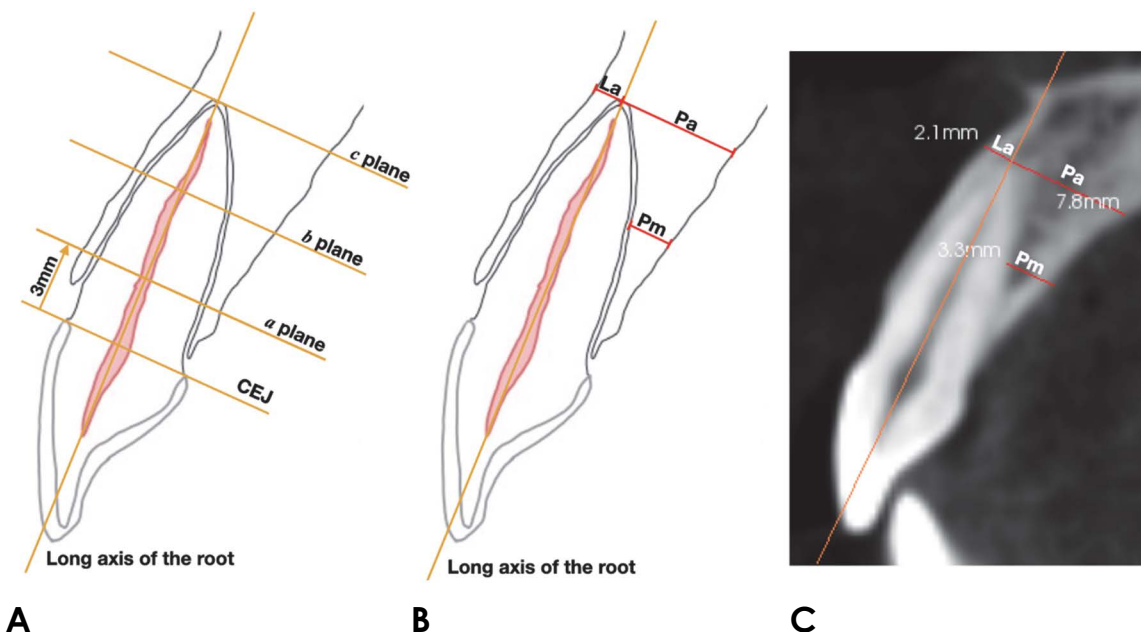 c plane
b plane
3mm
a plane
CEJ
Long axis of the root
A
La
Pa
Pm
Long axis of the root
B
2.1mm
La
Pa
7.8mm
3.3mm
Pm
C